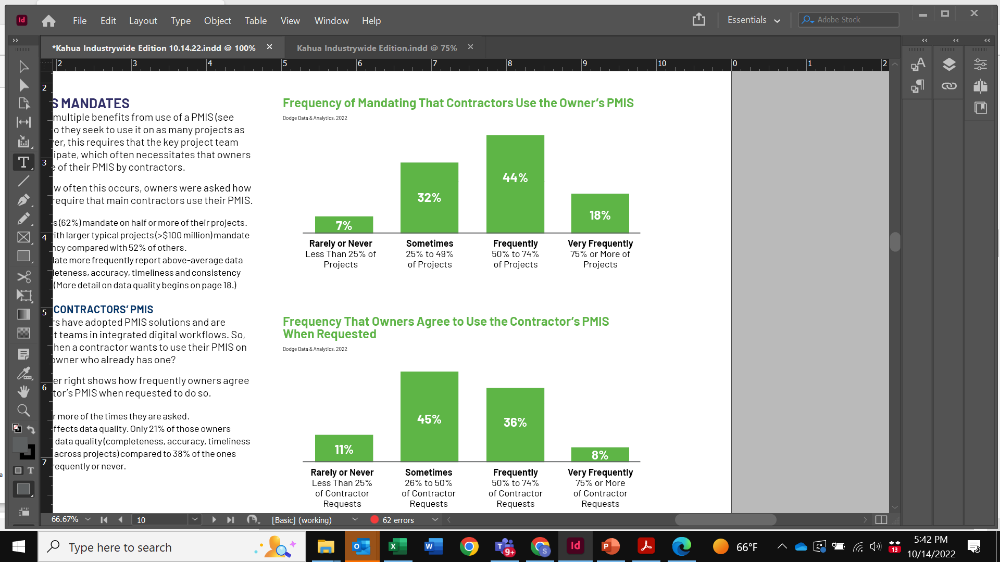 File Edit Layout Type Object Table View Window Help
Essentials
Adobe Stock
*Kahua Industrywide Edition 10.14.22.indd @ 100%
Kahua Industrywide Edition.indd @ 75%
2 3 4 5 6 7 8 9 10 0 1 2
2
3
4
5
6
7
S MANDATES
multiple benefits from use of a PMIS (see
o they seek to use it on as many projects as
er, this requires that the key project team
ipate, which often necessitates that owners
e of their PMIS by contractors.
w often this occurs, owners were asked how
require that main contractors use their PMIS.
s (62%) mandate on half or more of their projects.
ith larger typical projects (>$100 million) mandate
ncy compared with 52% of others.
late more frequently report above-average data
leteness, accuracy, timeliness and consistency
(More detail on data quality begins on page 18.)
CONTRACTORS' PMIS
rs have adopted PMIS solutions and are
t teams in integrated digital workflows. So,
hen a contractor wants to use their PMIS on
owner who already has one?
er right shows how frequently owners agree
tor's PMIS when requested to do so.
r more of the times they are asked.
ffects data quality. Only 21% of those owners
data quality (completeness, accuracy, timeliness
across projects) compared to 38% of the ones
requently or never.
Frequency of Mandating That Contractors Use the Owner's PMIS
Dodge Data & Analytics, 2022
7%
32%
44%
18%
Rarely or Never
Less Than 25% of
Projects
Sometimes
25% to 49%
of Projects
Frequently
50% to 74%
of Projects
Very Frequently
75% or More of
Projects
Frequency That Owners Agree to Use the Contractor's PMIS
When Requested
Dodge Data & Analytics, 2022
11%
45%
36%
8%
Rarely or Never
Less Than 25%
of Contractor
Requests
Sometimes
26% to 50%
of Contractor
Requests
Frequently
50% to 74%
of Contractor
Requests
Very Frequently
75% or More
of Contractor
Requests
66.67%
10
[Basic] (working)
62 errors
Type here to search
9+
S
66°F
13
5:42 PM
10/14/2022